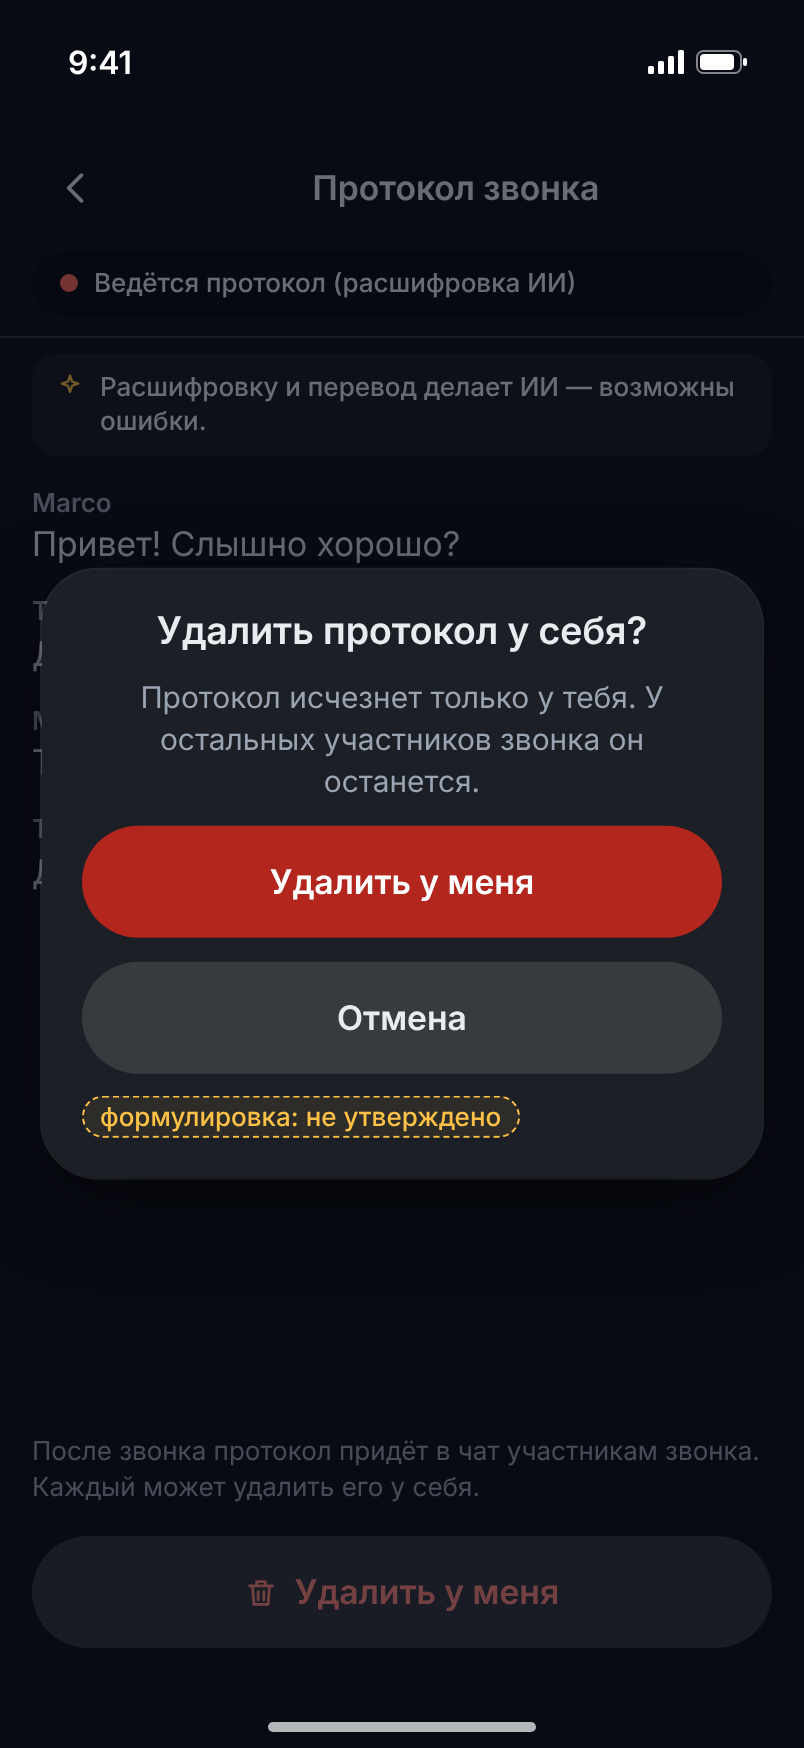 9:41
Протокол звонка
Ведётся протокол (расшифровка ИИ)
Расшифровку и перевод делает ИИ — возможны
ошибки.
Marco
Привет! Слышно хорошо?
Удалить протокол у себя?
Протокол исчезнет только у тебя. У
остальных участников звонка он
останется.
Удалить у меня
Отмена
формулировка: не утверждено
После звонка протокол придёт в чат участникам звонка.
Каждый может удалить его у себя.
Удалить у меня